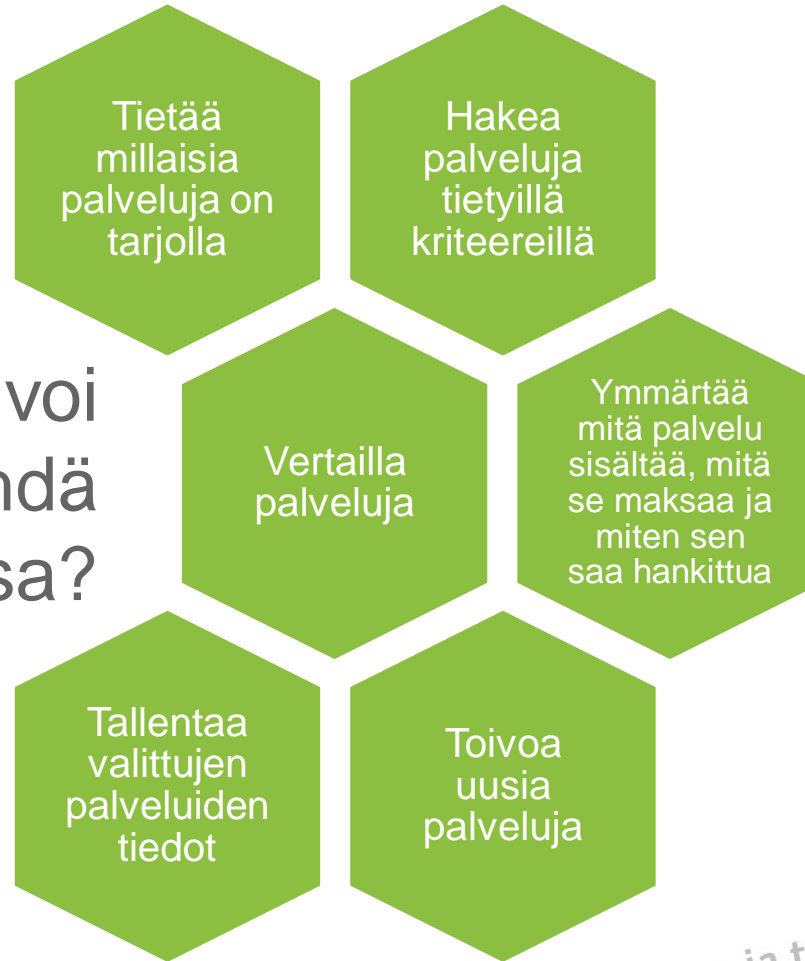 Tietää
millaisia
palveluja on
tarjolla
Hakea
palveluja
tietyillä
kriteereillä
voi
sa?
Vertailla
palveluja
Ymmärtää
mitä palvelu
sisältää, mitä
se maksaa ja
miten sen
saa hankittua
Tallentaa
valittujen
palveluiden
tiedot
Toivoa
uusia
palveluja